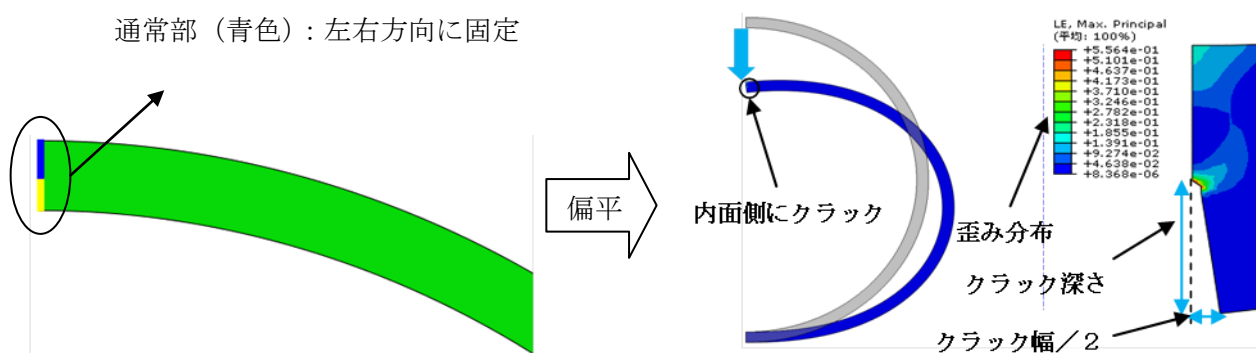 通常部（青色）: 左右方向に固定
偏平
内面側にクラック
LE, Max. Principal
(平均: 100%)
+5.564e-01
+5.101e-01
+4.637e-01
+4.173e-01
+3.710e-01
+3.246e-01
+2.782e-01
+2.318e-01
+1.855e-01
+1.391e-01
+9.274e-02
+4.638e-02
+8.368e-06
歪み分布
クラック深さ
クラック幅／2